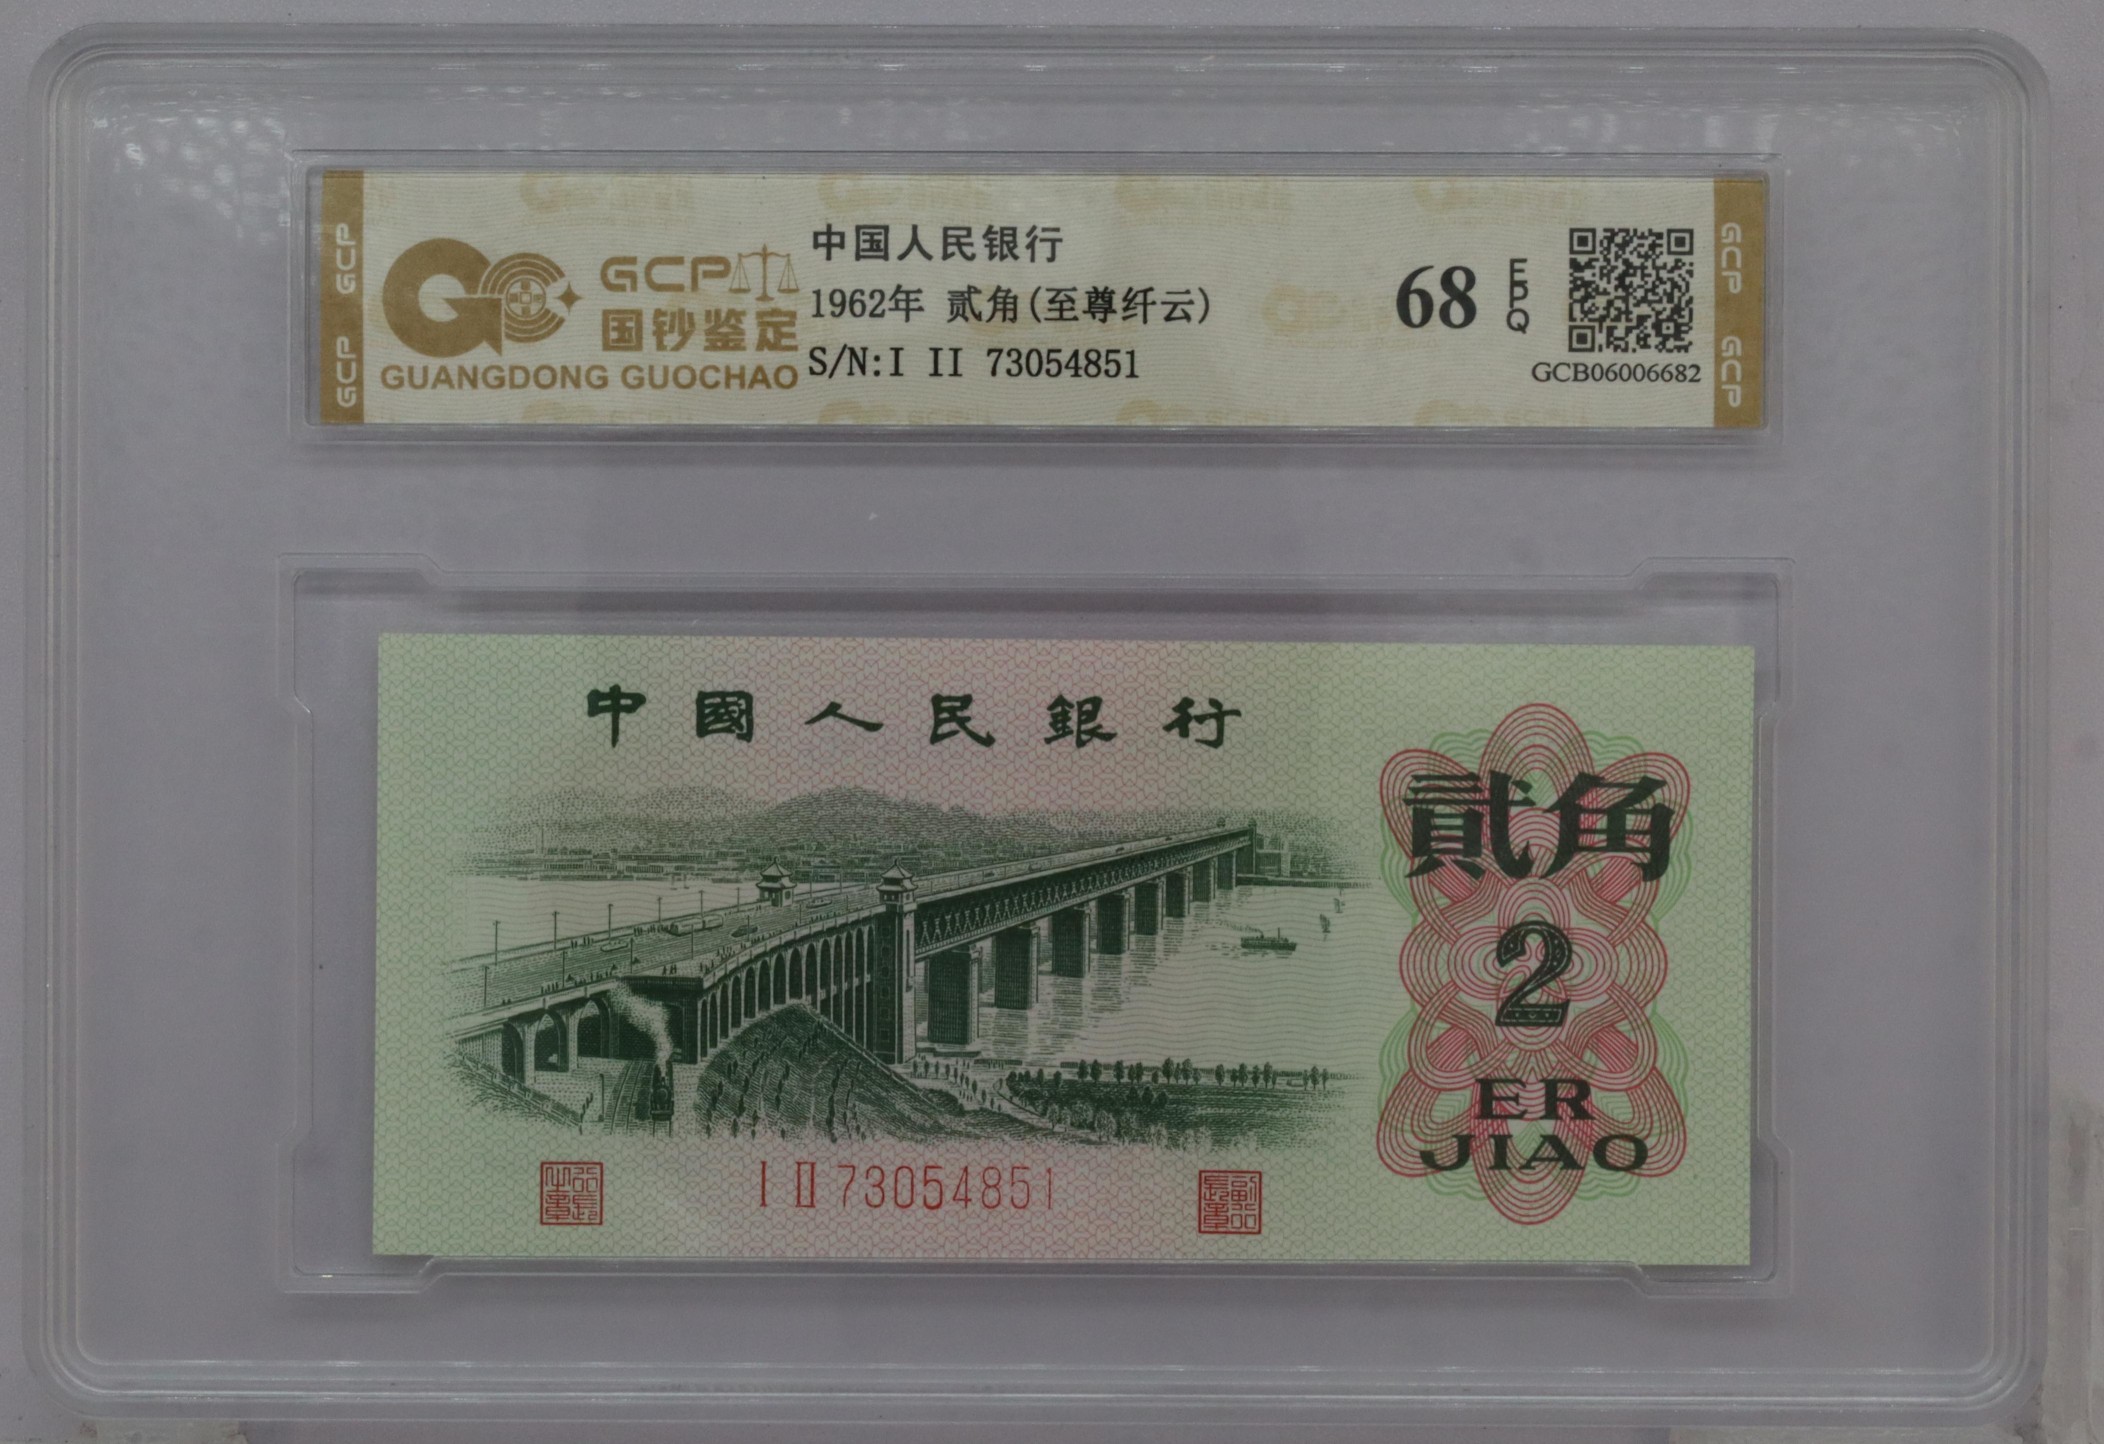 GCP GCP
GCP
国钞鉴定
GUANGDONG GUOCHAO
中国人民银行
1962年 贰角(至尊纤云)
S/N:I II 73054851
68
EPQ
GCB06006682
GCP GCP
中國人民銀行
貳角
2
ER
JIAO
I II 73054851